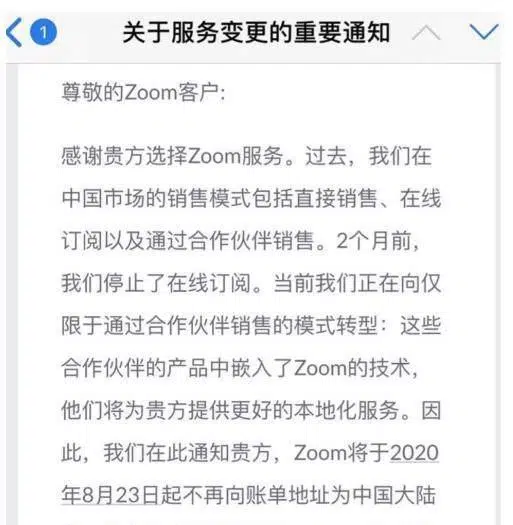 1
关于服务变更的重要通知
尊敬的Zoom客户:
感谢贵方选择Zoom服务。过去，我们在
中国市场的销售模式包括直接销售、在线
订阅以及通过合作伙伴销售。2个月前，
我们停止了在线订阅。当前我们正在向仅
限于通过合作伙伴销售的模式转型：这些
合作伙伴的产品中嵌入了Zoom的技术，
他们将为贵方提供更好的本地化服务。因
此，我们在此通知贵方，Zoom将于2020
年8月23日起不再向账单地址为中国大陆